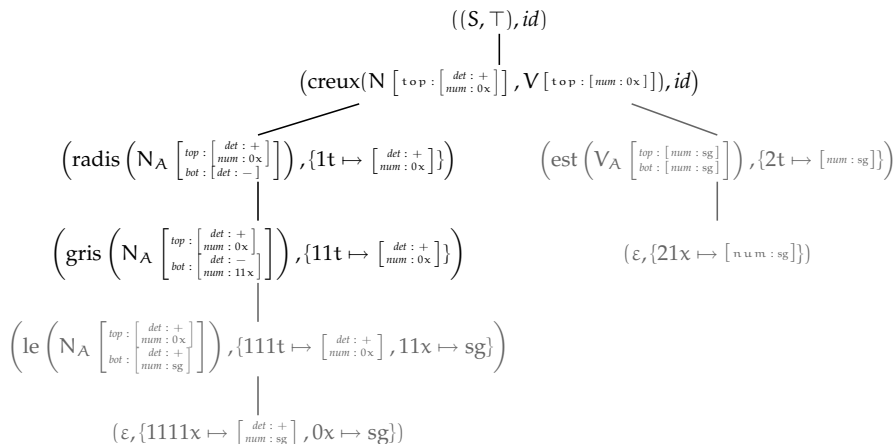 ((S, ⊤), id)
(creux(N [top : [det : + num : 0x]], V[top : [num : 0x]]), id)
(radis (N_A [top : [det : + num : 0x] bot : [det : −]]), {1t ↦ [det : + num : 0x]}) (est (V_A [top : [num : sg] bot : [num : sg]]), {2t ↦ [num : sg]})
(gris (N_A [top : [det : + num : 0x] bot : [det : − num : 11x]]), {11t ↦ [det : + num : 0x]}) (ε, {21x ↦ [num : sg]})
(le (N_A [top : [det : + num : 0x] bot : [det : + num : sg]]), {111t ↦ [det : + num : 0x], 11x ↦ sg})
(ε, {1111x ↦ [det : + num : sg], 0x ↦ sg})